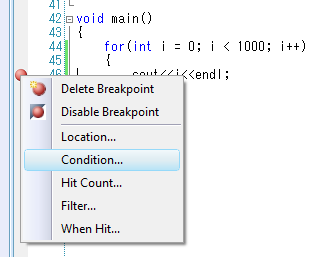 41
42 void main()
43 {
44 for(int i = 0; i < 1000; i++)
45 {
46 cout<<i<<endl;
Delete Breakpoint
Disable Breakpoint
Location...
Condition...
Hit Count...
Filter...
When Hit...